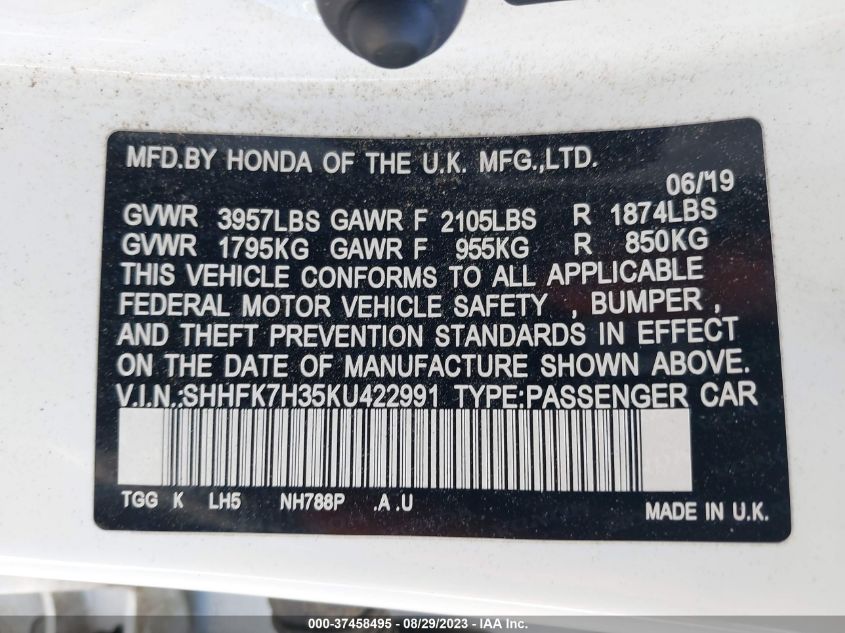 MFD.BY HONDA OF THE U.K. MFG.,LTD.
06/'19
GVWR 3957LBS GAWR F 2105LBS R 1874LBS
GVWR 1795KG GAWR F 955KG R 850KG
THIS VEHICLE CONFORMS TO ALL APPLICABLE
FEDERAL MOTOR VEHICLE SAFETY , BUMPER ,
AND THEFT PREVENTION STANDARDS IN EFFECT
ON THE DATE OF MANUFACTURE SHOWN ABOVE.
V.I.N.:SHHFK7H35KU422991 TYPE:PASSENGER CAR
TGG K LH5 NH788P .A .U
MADE IN U.K.
000-37458495 - 08/29/2023 - IAA Inc.